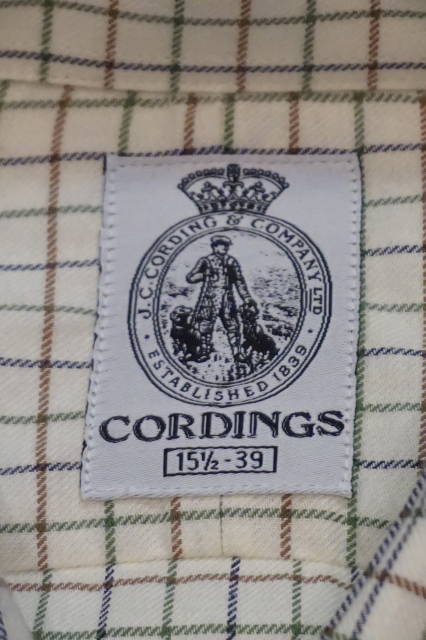 J.C.CORDING & COMPANY LTD
· ESTABLISHED 1839 ·
CORDINGS
15½-39